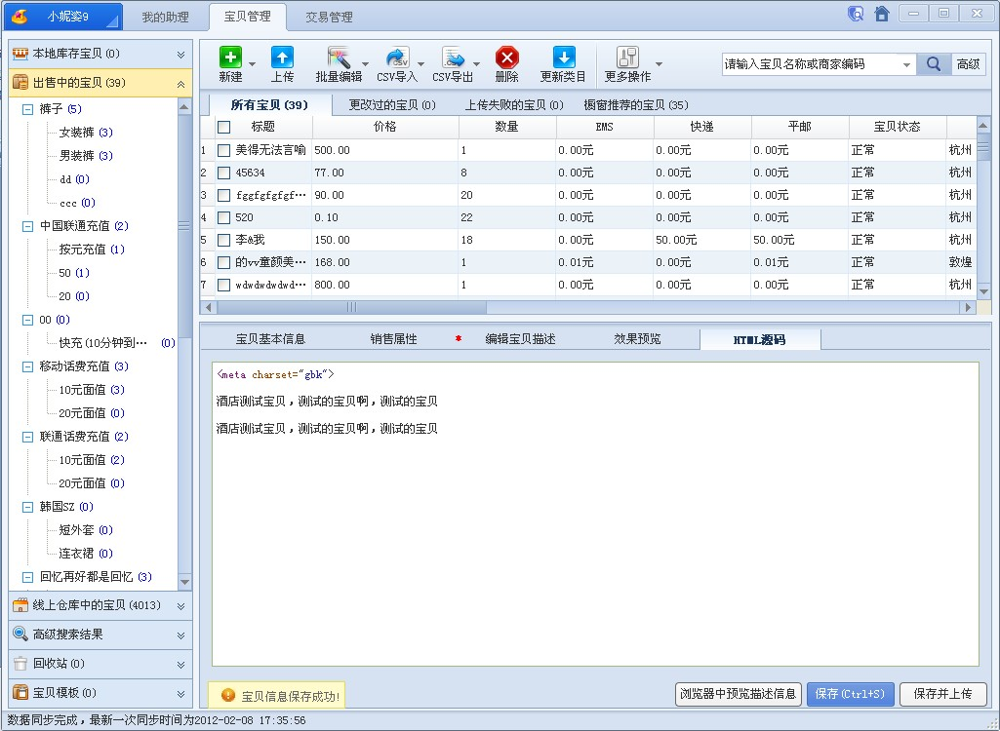 小妮姿9 我的助理 宝贝管理 交易管理
本地库存宝贝 (0)
出售中的宝贝 (39)
裤子 (5)
女装裤 (3)
男装裤 (3)
dd (0)
ccc (0)
中国联通充值 (2)
按元充值 (1)
50 (1)
20 (0)
00 (0)
快充(10分钟到… (0)
移动话费充值 (3)
10元面值 (3)
20元面值 (0)
联通话费充值 (2)
10元面值 (2)
20元面值 (0)
韩国SZ (0)
短外套 (0)
连衣裙 (0)
回忆再好都是回忆 (3)
线上仓库中的宝贝 (4013)
高级搜索结果
回收站 (0)
宝贝模板 (0)
新建 上传 批量编辑 CSV导入 CSV导出 删除 更新类目 更多操作 请输入宝贝名称或商家编码 高级
所有宝贝 (39) 更改过的宝贝 (0) 上传失败的宝贝 (0) 橱窗推荐的宝贝 (35)
标题 价格 数量 EMS 快递 平邮 宝贝状态
1 美得无法言喻 500.00 1 0.00元 0.00元 0.00元 正常 杭州
2 45634 77.00 8 0.00元 0.00元 0.00元 正常 杭州
3 fggfgfgfgf… 90.00 20 0.00元 0.00元 0.00元 正常 杭州
4 520 0.10 22 0.00元 0.00元 0.00元 正常 杭州
5 李&我 150.00 18 0.00元 50.00元 50.00元 正常 杭州
6 的vv童颜美… 168.00 1 0.01元 0.00元 0.01元 正常 敦煌
7 wdwdwdwdwd… 800.00 1 0.00元 0.00元 0.00元 正常 杭州
宝贝基本信息 销售属性 * 编辑宝贝描述 效果预览 HTML源码
<meta charset="gbk">
酒店测试宝贝，测试的宝贝啊，测试的宝贝
酒店测试宝贝，测试的宝贝啊，测试的宝贝
宝贝信息保存成功! 浏览器中预览描述信息 保存(Ctrl+S) 保存并上传
数据同步完成，最新一次同步时间为2012-02-08 17:35:56